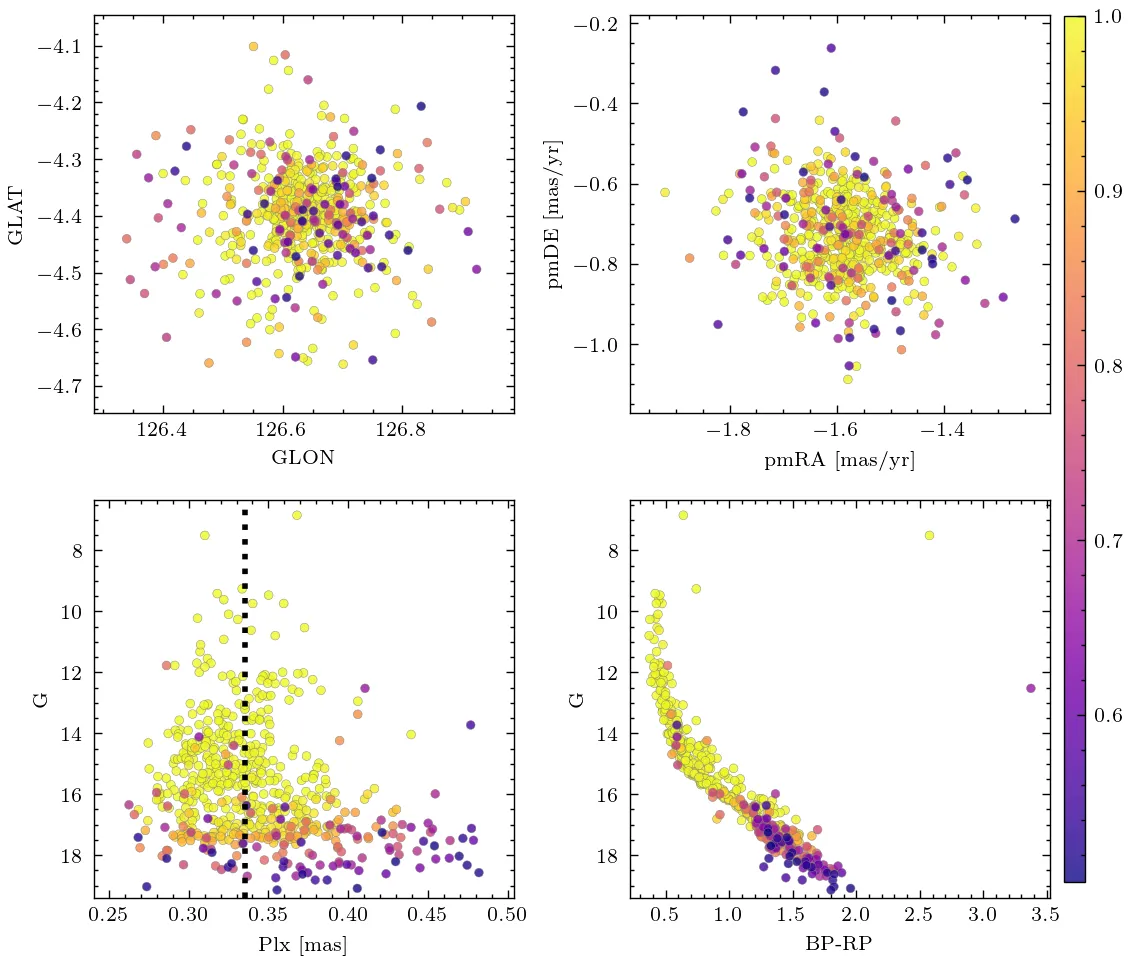 −4.1
−4.2
−4.3
−4.4
−4.5
−4.6
−4.7
GLAT
126.4 126.6 126.8
GLON
−0.2
−0.4
−0.6
−0.8
−1.0
pmDE [mas/yr]
−1.8 −1.6 −1.4
pmRA [mas/yr]
1.0
0.9
0.8
0.7
0.6
8
10
12
14
16
18
G
0.25 0.30 0.35 0.40 0.45 0.50
Plx [mas]
8
10
12
14
16
18
G
0.5 1.0 1.5 2.0 2.5 3.0 3.5
BP-RP